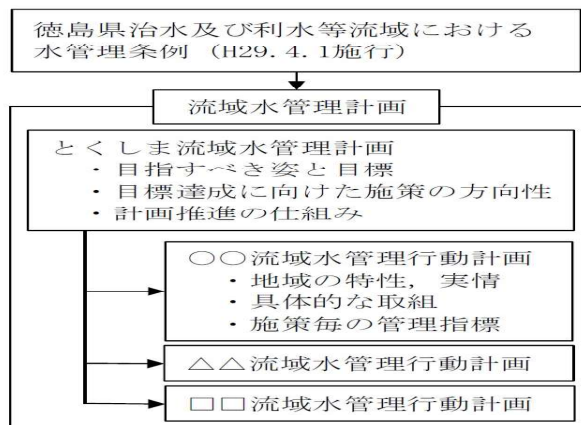 徳島県治水及び利水等流域における
水管理条例（H29.4.1施行）
流域水管理計画
とくしま流域水管理計画
・目指すべき姿と目標
・目標達成に向けた施策の方向性
・計画推進の仕組み
○○流域水管理行動計画
・地域の特性，実情
・具体的な取組
・施策毎の管理指標
△△流域水管理行動計画
□□流域水管理行動計画